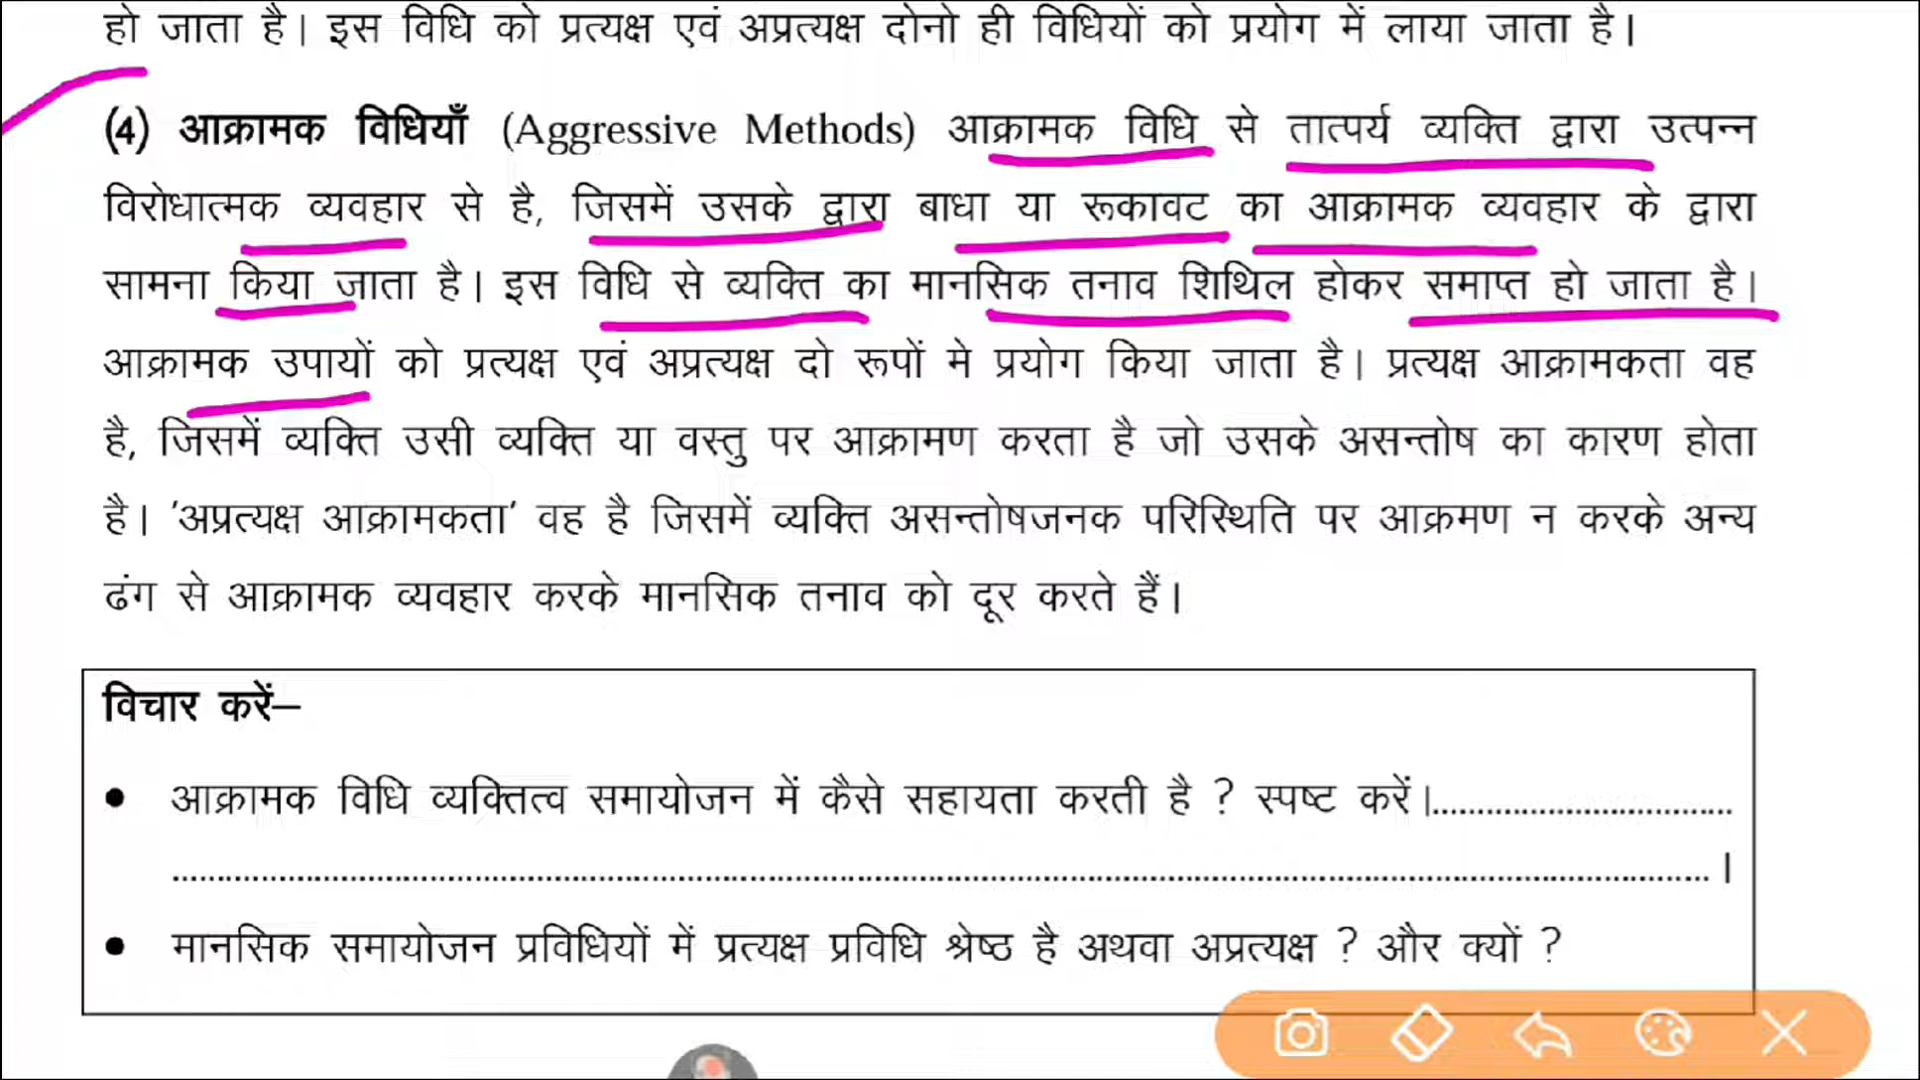 हो जाता है। इस विधि को प्रत्यक्ष एवं अप्रत्यक्ष दोनो ही विधियों को प्रयोग में लाया जाता है।
(4) आक्रामक विधियाँ (Aggressive Methods) आक्रामक विधि से तात्पर्य व्यक्ति द्वारा उत्पन्न
विरोधात्मक व्यवहार से है, जिसमें उसके द्वारा बाधा या रूकावट का आक्रामक व्यवहार के द्वारा
सामना किया जाता है। इस विधि से व्यक्ति का मानसिक तनाव शिथिल होकर समाप्त हो जाता है।
आक्रामक उपायों को प्रत्यक्ष एवं अप्रत्यक्ष दो रूपों मे प्रयोग किया जाता है। प्रत्यक्ष आक्रामकता वह
है, जिसमें व्यक्ति उसी व्यक्ति या वस्तु पर आक्रामण करता है जो उसके असन्तोष का कारण होता
है। 'अप्रत्यक्ष आक्रामकता' वह है जिसमें व्यक्ति असन्तोषजनक परिस्थिति पर आक्रमण न करके अन्य
ढंग से आक्रामक व्यवहार करके मानसिक तनाव को दूर करते हैं।
विचार करें–
• आक्रामक विधि व्यक्तित्व समायोजन में कैसे सहायता करती है ? स्पष्ट करें।..................................
.................................................................................................................................................................।
• मानसिक समायोजन प्रविधियों में प्रत्यक्ष प्रविधि श्रेष्ठ है अथवा अप्रत्यक्ष ? और क्यों ?